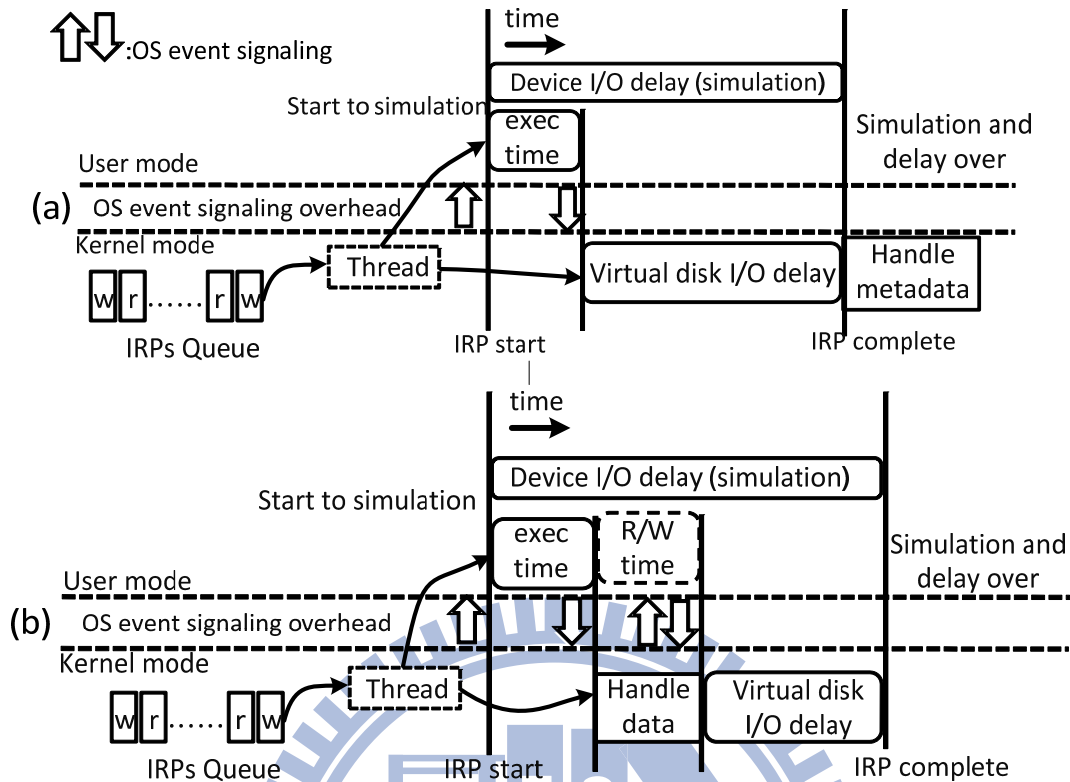 :OS event signaling
time
Device I/O delay (simulation)
Start to simulation
exec
time
Simulation and
delay over
User mode
(a)
OS event signaling overhead
Kernel mode
Thread
Virtual disk I/O delay
Handle
metadata
w r ...... r w
IRPs Queue
IRP start
IRP complete
time
Device I/O delay (simulation)
Start to simulation
exec
time
R/W
time
Simulation and
delay over
User mode
(b)
OS event signaling overhead
Kernel mode
Thread
Handle
data
Virtual disk
I/O delay
w r ...... r w
IRPs Queue
IRP start
IRP complete